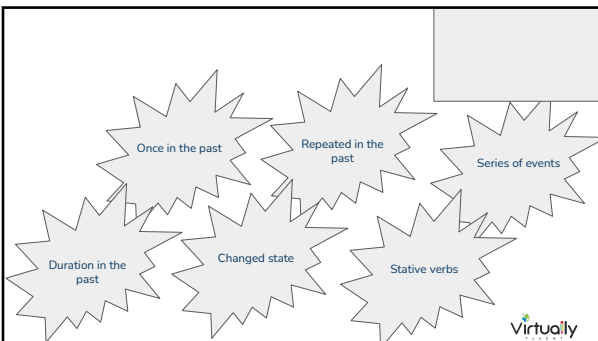 Once in the past
Repeated in the
past
Series of events
Duration in the
past
Changed state
Stative verbs
Virtually
FLUENT